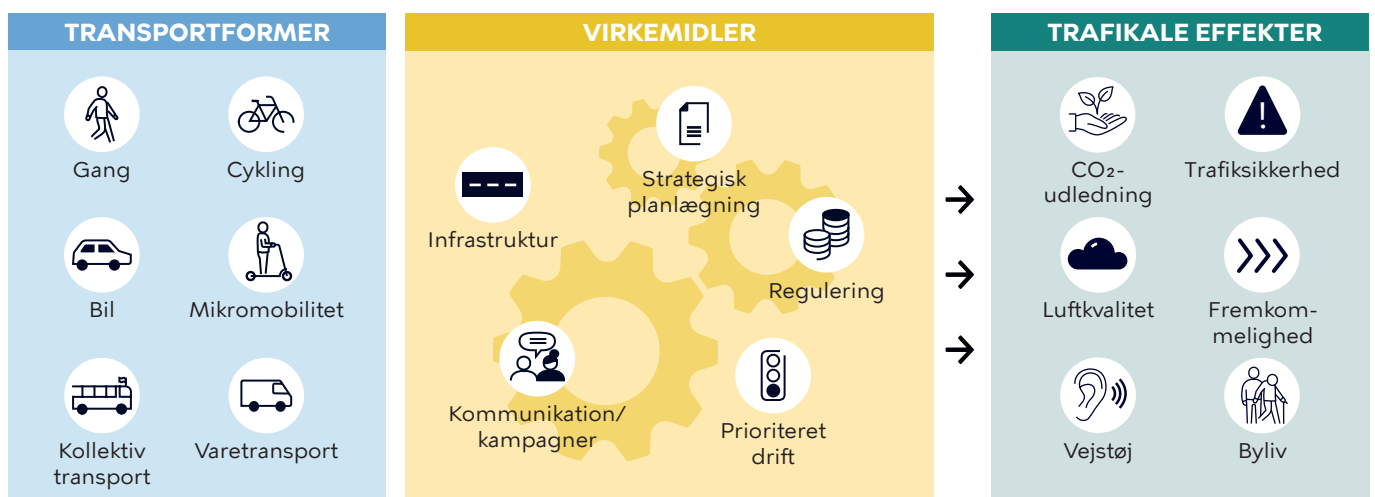 TRANSPORTFORMER
Gang
Cykling
Bil
Mikromobilitet
Kollektiv
transport
Varetransport
VIRKEMIDLER
Strategisk
planlægning
Infrastruktur
Regulering
Kommunikation/
kampagner
Prioriteret
drift
TRAFIKALE EFFEKTER
CO₂-
udledning
Trafiksikkerhed
Luftkvalitet
Fremkom-
melighed
Vejstøj
Byliv